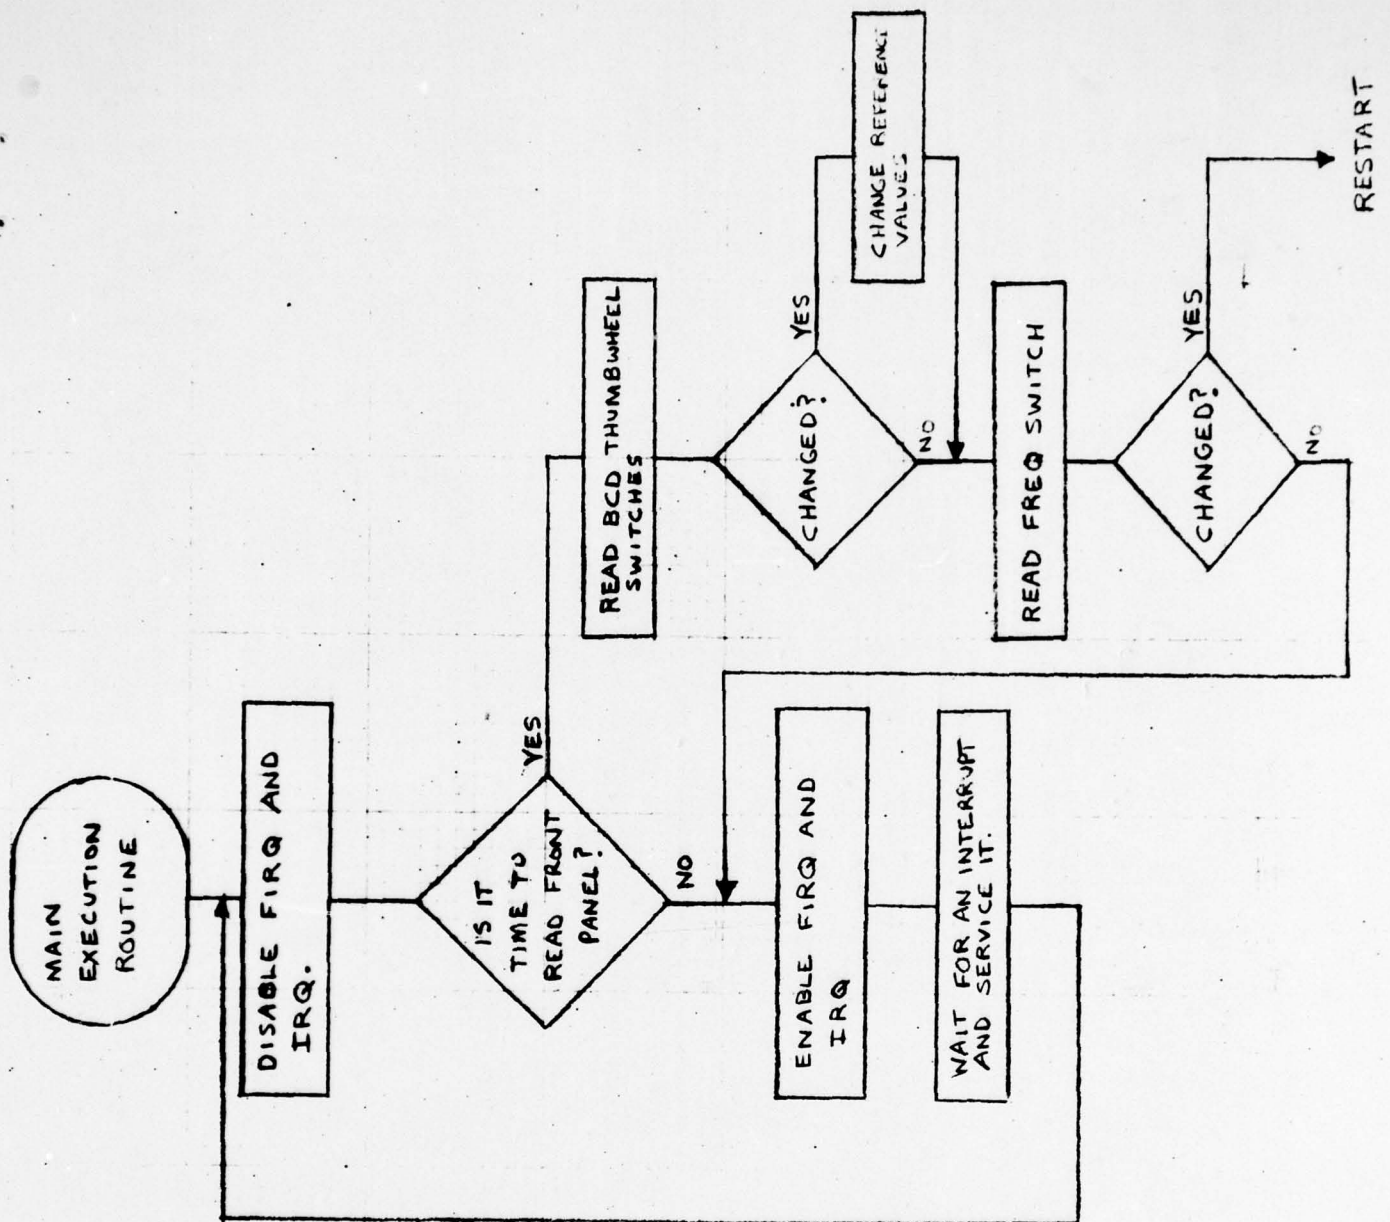 MAIN
EXECUTION
ROUTINE
DISABLE FIRQ AND
IRQ.
IS IT
TIME TO
READ FRONT
PANEL?
YES
NO
READ BCD THUMBWHEEL
SWITCHES
CHANGED?
YES
NO
CHANGE REFERENCE
VALUES
READ FREQ SWITCH
CHANGED?
YES
NO
RESTART
ENABLE FIRQ AND
IRQ
WAIT FOR AN INTERRUPT
AND SERVICE IT.